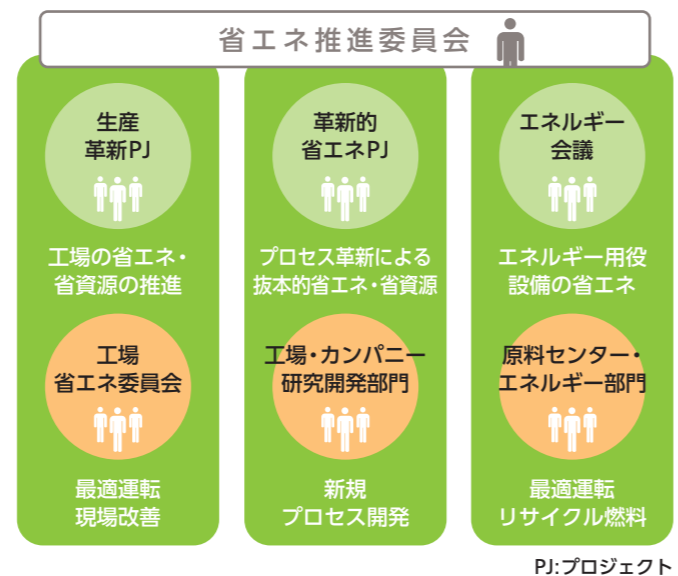 省エネ推進委員会
生産
革新PJ
工場の省エネ・
省資源の推進
工場
省エネ委員会
最適運転
現場改善
革新的
省エネPJ
プロセス革新による
抜本的省エネ・省資源
工場・カンパニー
研究開発部門
新規
プロセス開発
エネルギー
会議
エネルギー用役
設備の省エネ
原料センター・
エネルギー部門
最適運転
リサイクル燃料
PJ:プロジェクト